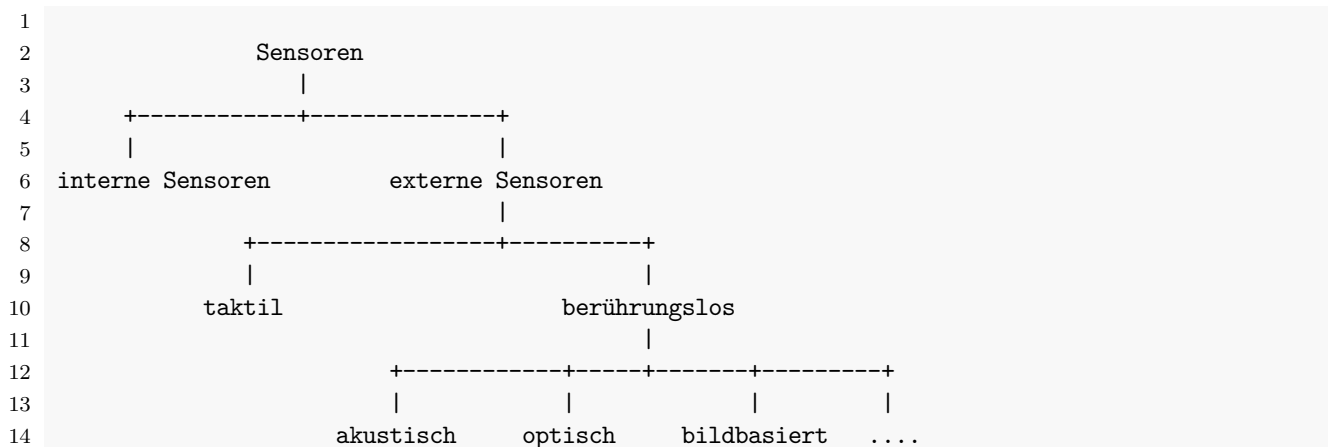 1
2                Sensoren
3                   |
4      +------------+--------------+
5      |                           |
6 interne Sensoren         externe Sensoren
7                                  |
8               +------------------+----------+
9               |                             |
10           taktil                     berührungslos
11                                            |
12                         +------------+-----+-------+---------+
13                         |            |             |         |
14                     akustisch     optisch     bildbasiert   ....